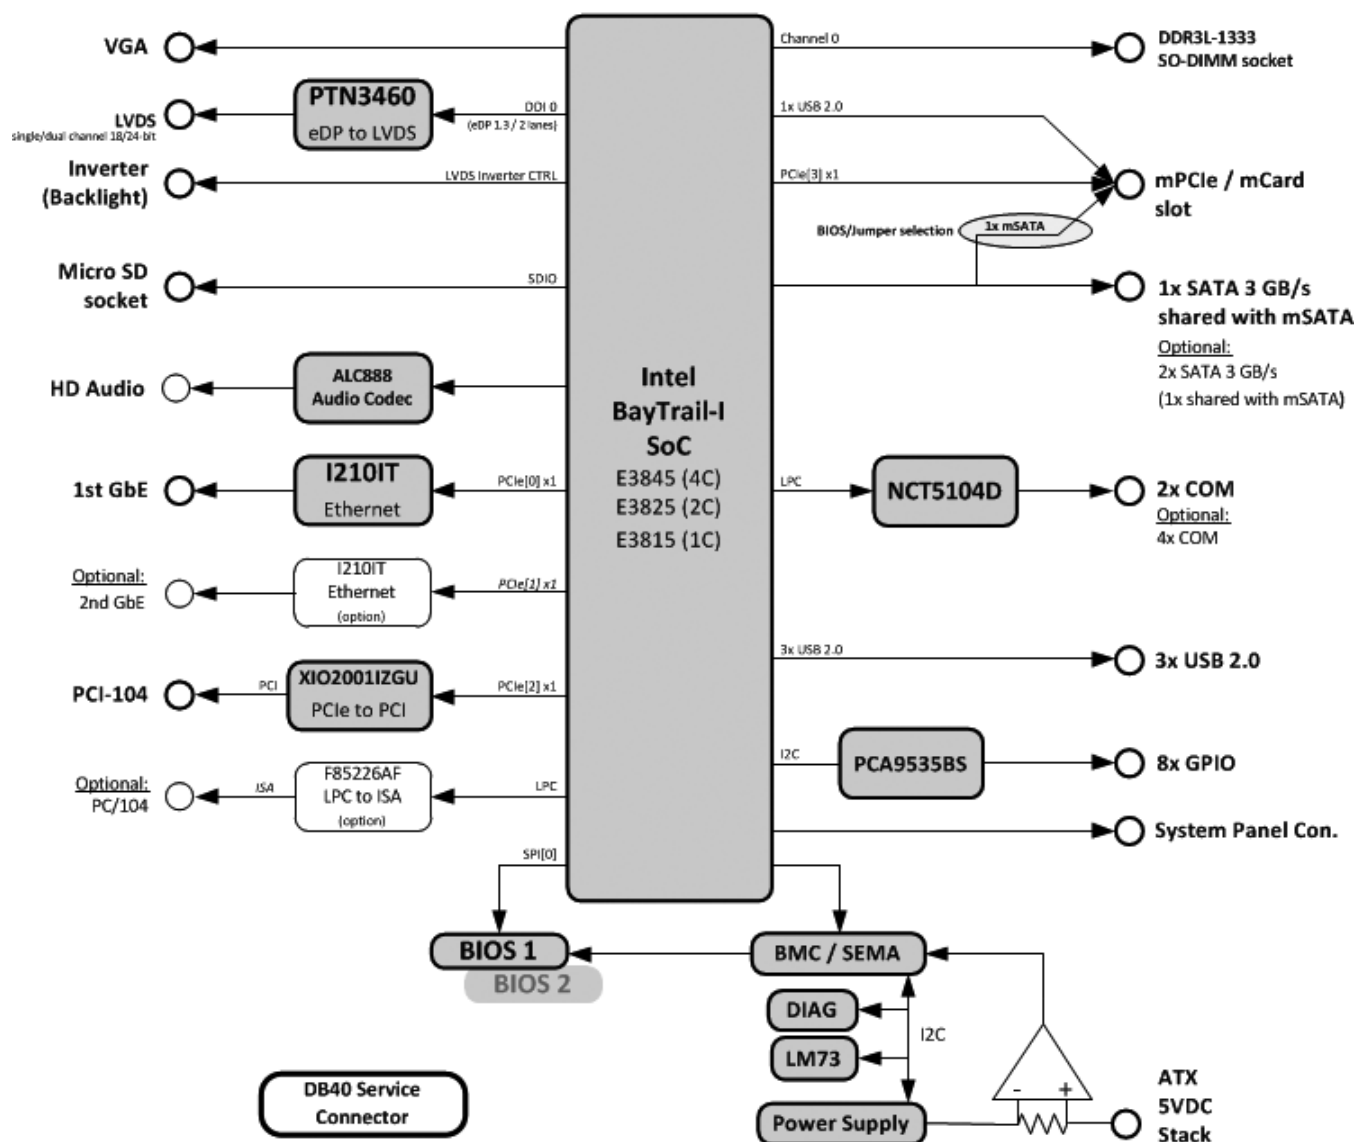 VGA
PTN3460
eDP to LVDS
DDI 0
(eDP 1.3 / 2 lanes)
LVDS
single/dual channel 18/24-bit
Inverter
(Backlight)
LVDS Inverter CTRL
Micro SD
socket
SDIO
HD Audio
ALC888
Audio Codec
1st GbE
I210IT
Ethernet
PCIe[0] x1
Optional:
2nd GbE
I210IT
Ethernet
(option)
PCIe[1] x1
PCI-104
PCI
XIO2001IZGU
PCIe to PCI
PCIe[2] x1
Optional:
PC/104
ISA
F85226AF
LPC to ISA
(option)
LPC
SPI[0]
Intel
BayTrail-I
SoC
E3845 (4C)
E3825 (2C)
E3815 (1C)
Channel 0
DDR3L-1333
SO-DIMM socket
1x USB 2.0
PCIe[3] x1
mPCIe / mCard
slot
BIOS/Jumper selection
1x mSATA
1x SATA 3 GB/s
shared with mSATA
Optional:
2x SATA 3 GB/s
(1x shared with mSATA)
LPC
NCT5104D
2x COM
Optional:
4x COM
3x USB 2.0
3x USB 2.0
I2C
PCA9535BS
8x GPIO
System Panel Con.
BIOS 1
BIOS 2
BMC / SEMA
DIAG
LM73
I2C
Power Supply
- +
ATX
5VDC
Stack
DB40 Service
Connector